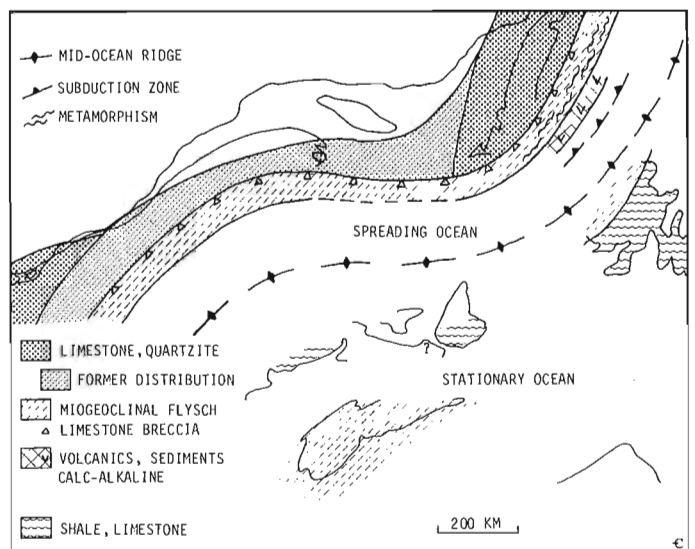 MID-OCEAN RIDGE
SUBDUCTION ZONE
METAMORPHISM
SPREADING OCEAN
?
STATIONARY OCEAN
LIMESTONE, QUARTZITE
FORMER DISTRIBUTION
MIOGEOCLINAL FLYSCH
LIMESTONE BRECCIA
VOLCANICS, SEDIMENTS
CALC-ALKALINE
SHALE, LIMESTONE
200 KM
€